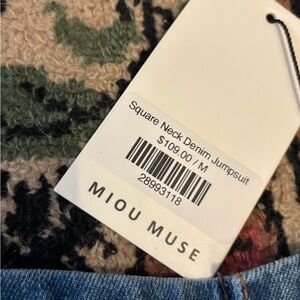 Square Neck Denim Jumpsuit
$109.00 / M
28993118
MIOU MUSE